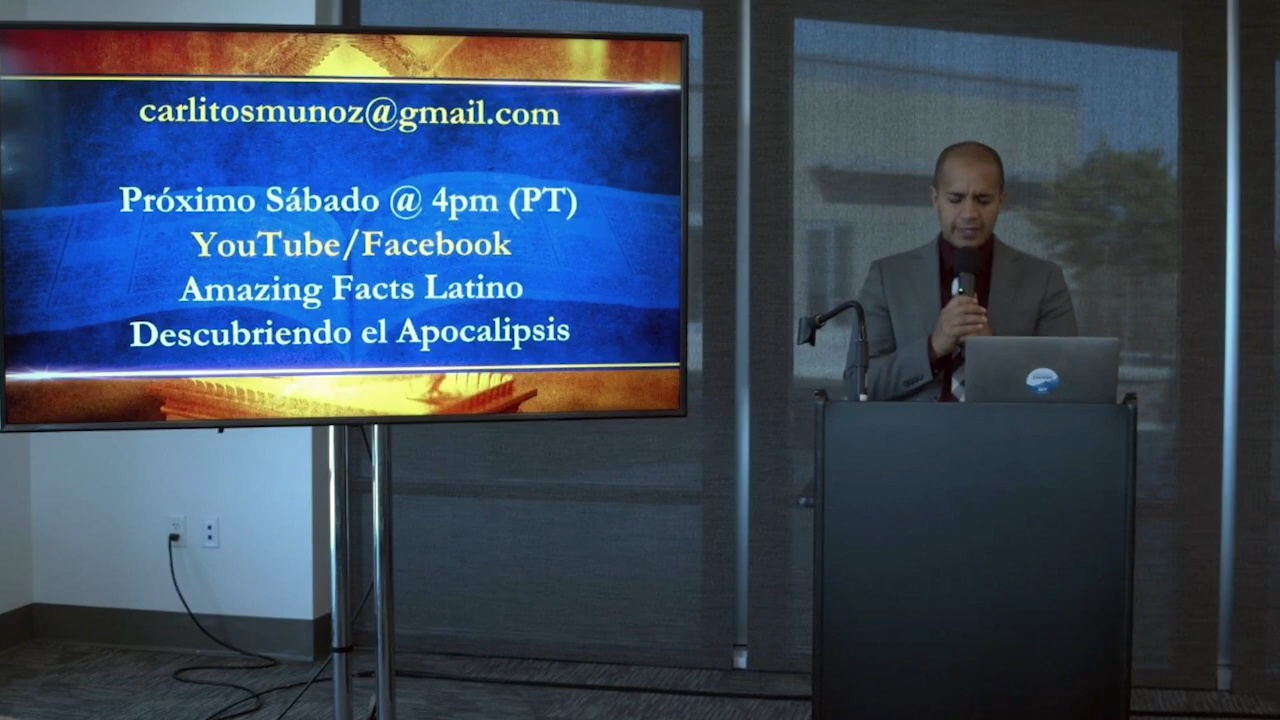 carlitosmunoz@gmail.com
Próximo Sábado @ 4pm (PT)
YouTube/Facebook
Amazing Facts Latino
Descubriendo el Apocalipsis